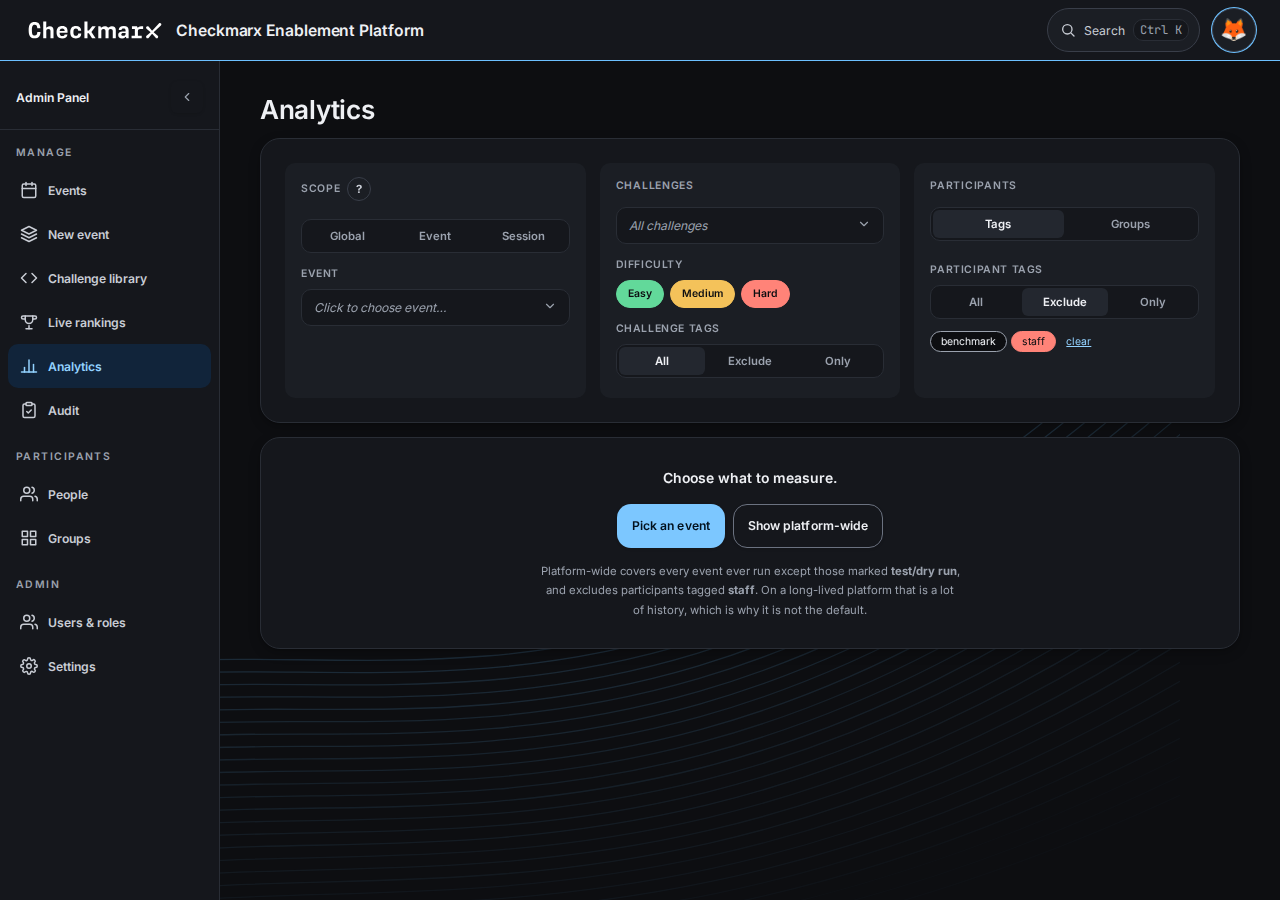 Checkmarx Checkmarx Enablement Platform Search Ctrl K
Admin Panel
MANAGE
Events
New event
Challenge library
Live rankings
Analytics
Audit
PARTICIPANTS
People
Groups
ADMIN
Users & roles
Settings
Analytics
SCOPE ?
Global Event Session
EVENT
Click to choose event...
CHALLENGES
All challenges
DIFFICULTY
Easy Medium Hard
CHALLENGE TAGS
All Exclude Only
PARTICIPANTS
Tags Groups
PARTICIPANT TAGS
All Exclude Only
benchmark staff clear
Choose what to measure.
Pick an event Show platform-wide
Platform-wide covers every event ever run except those marked test/dry run,
and excludes participants tagged staff. On a long-lived platform that is a lot
of history, which is why it is not the default.